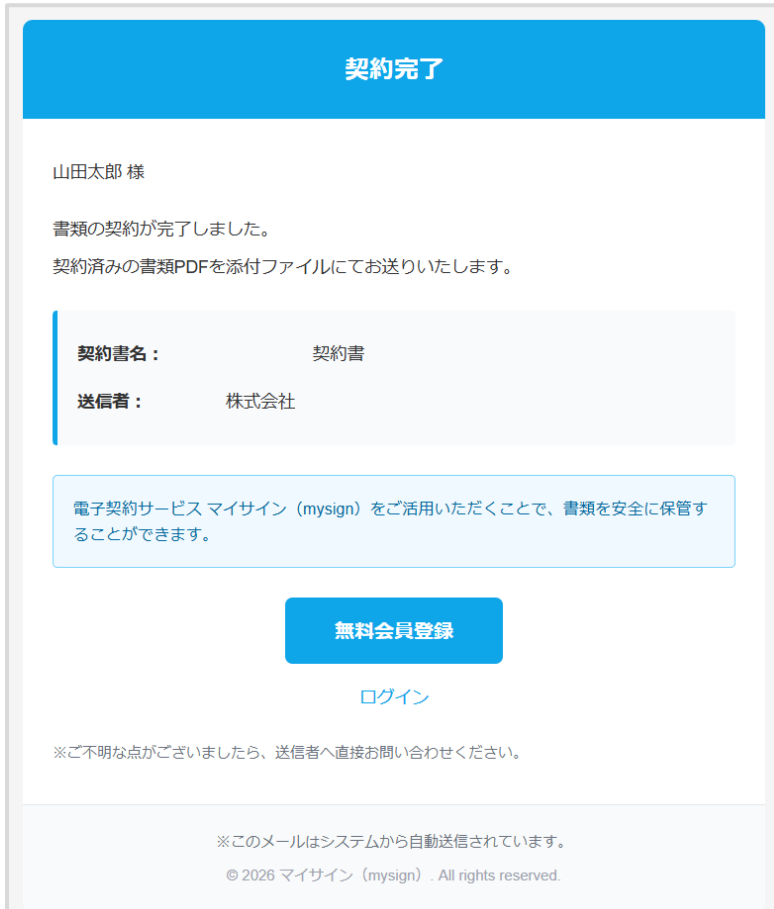 契約完了
山田太郎 様
書類の契約が完了しました。
契約済みの書類PDFを添付ファイルにてお送りいたします。
契約書名： 契約書
送信者： 株式会社
電子契約サービス マイサイン（mysign）をご活用いただくことで、書類を安全に保管す
ることができます。
無料会員登録
ログイン
※ご不明な点がございましたら、送信者へ直接お問い合わせください。
※このメールはシステムから自動送信されています。
© 2026 マイサイン（mysign）. All rights reserved.